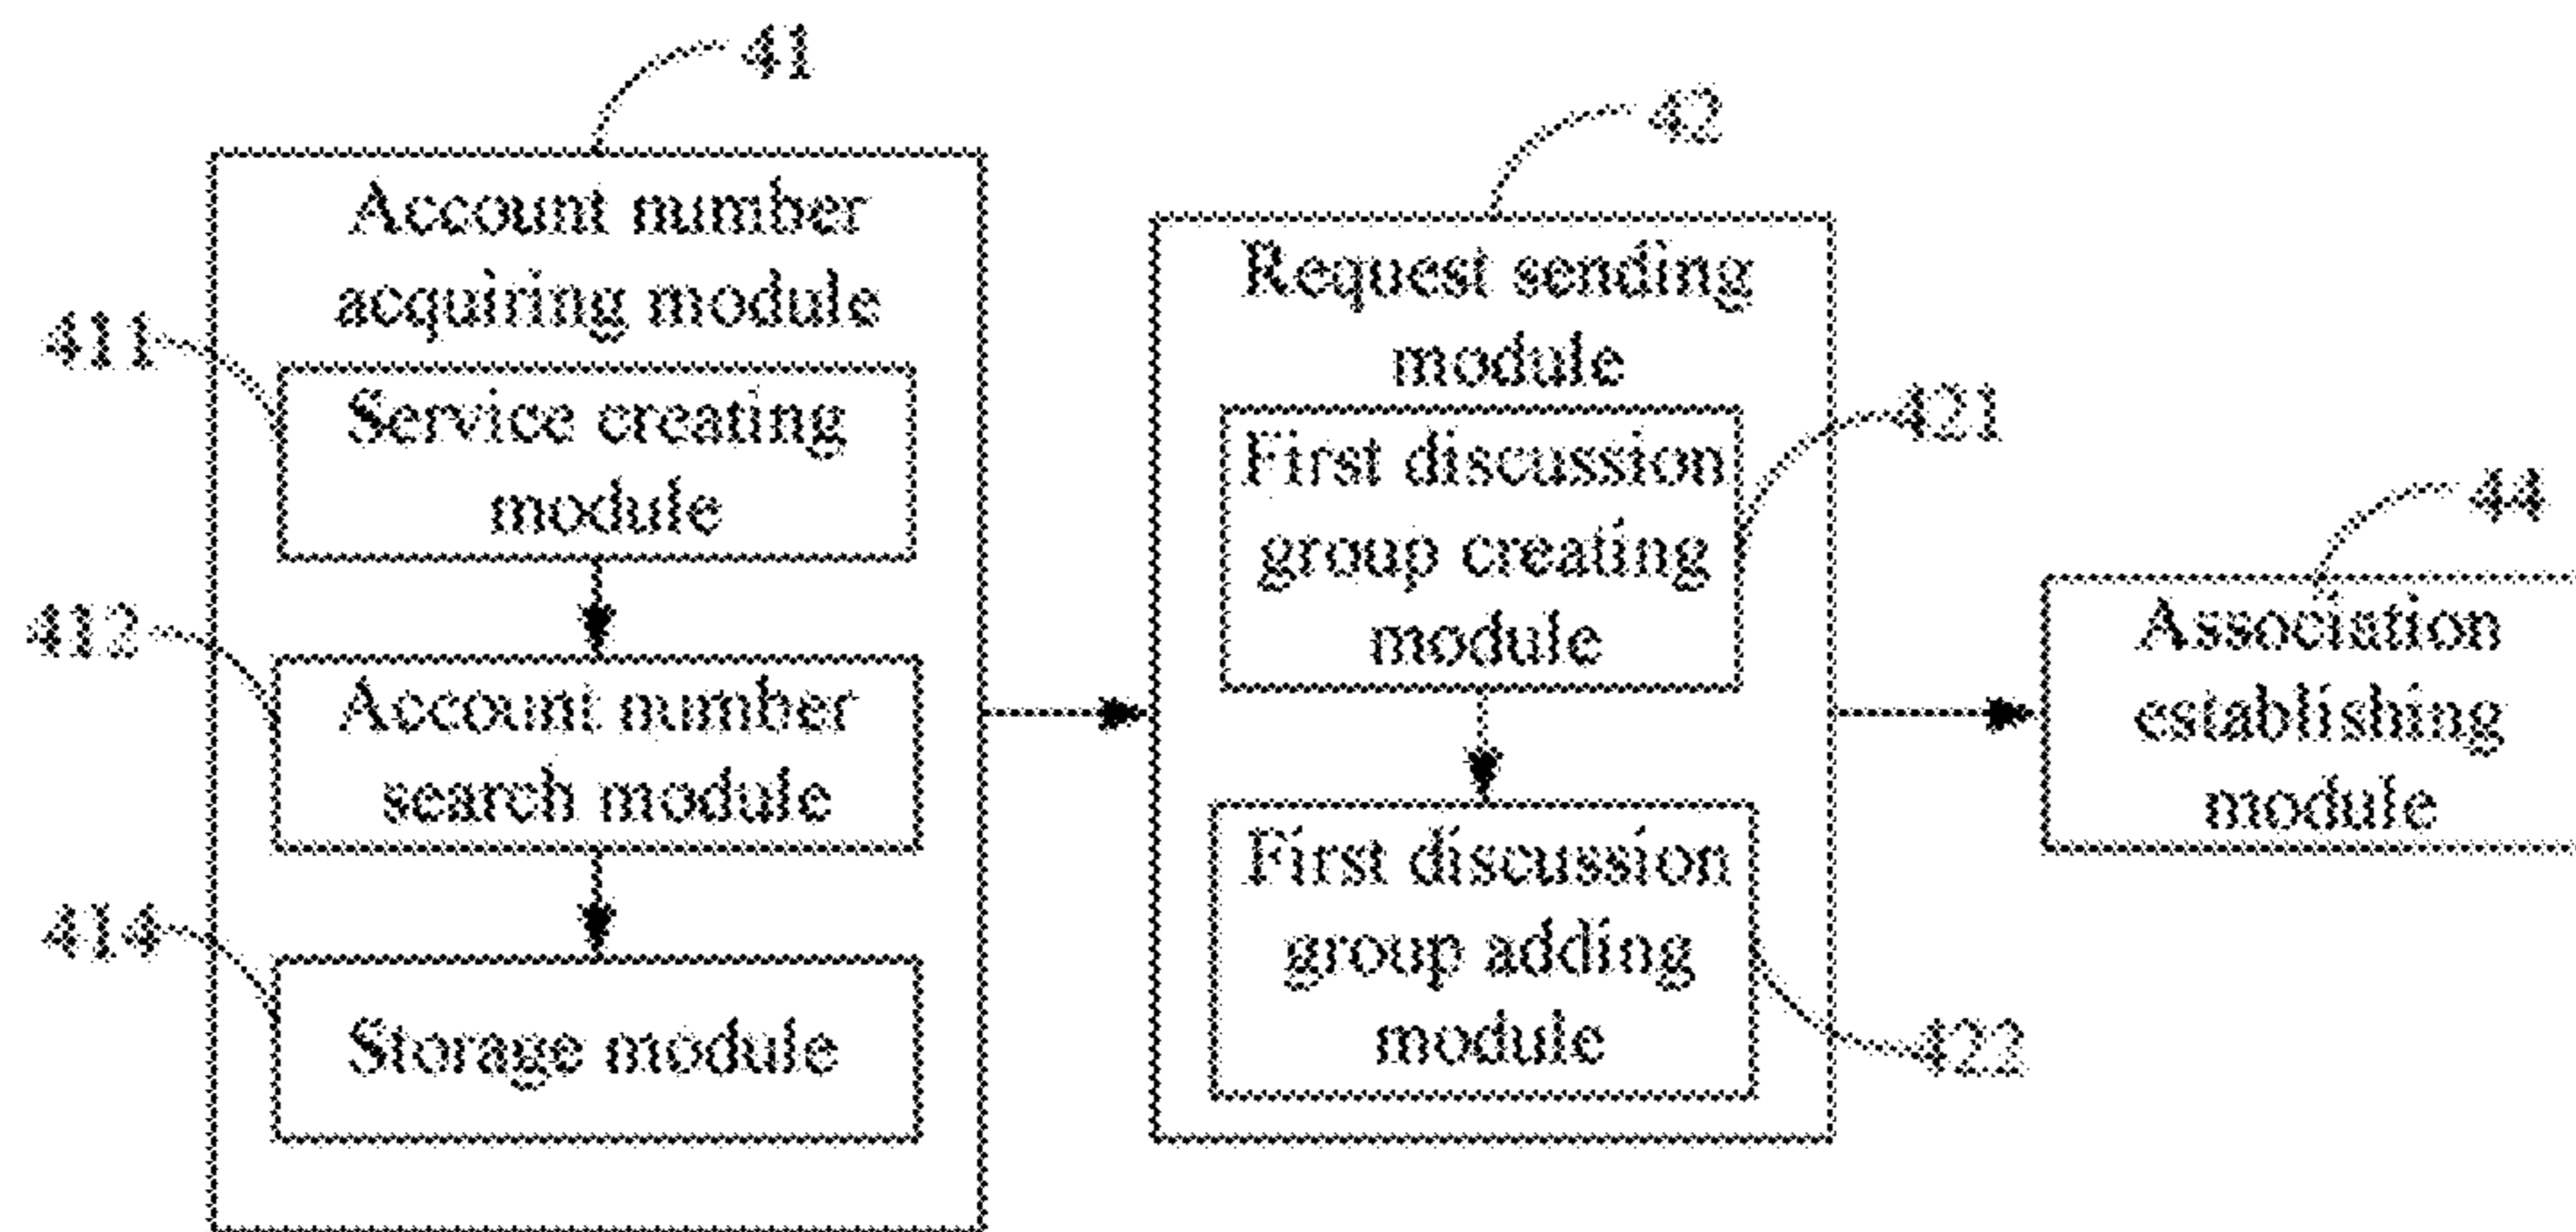 41
Account number
acquiring module
411
Service creating
module
412
Account number
search module
414
Storage module
42
Request sending
module
421
First discussion
group creating
module
First discussion
group adding
module
422
44
Association
establishing
module